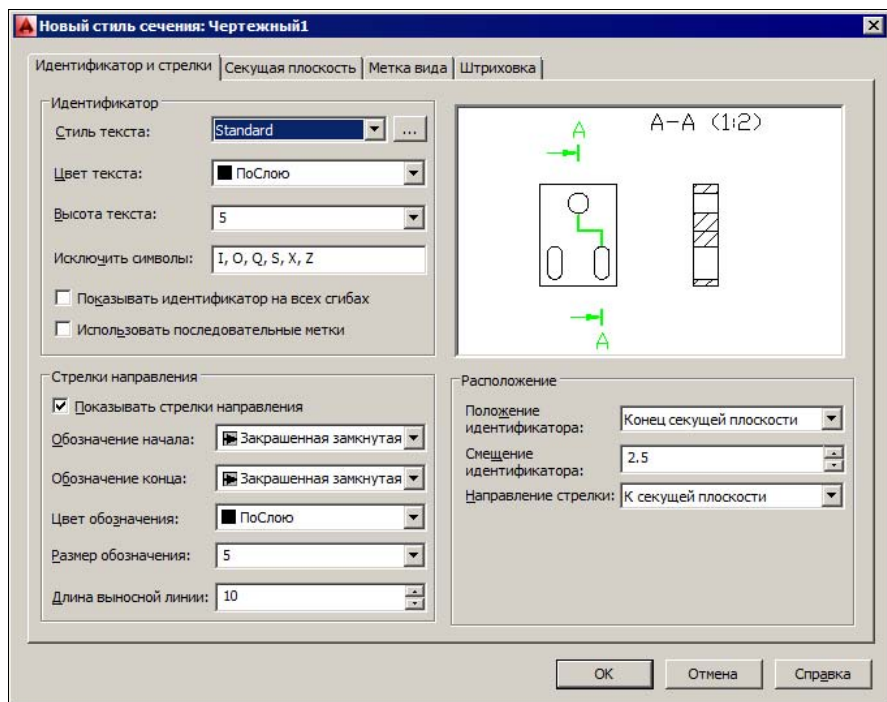 Новый стиль сечения: Чертежный1
Идентификатор и стрелки
Секущая плоскость
Метка вида
Штриховка
Идентификатор
Стиль текста:
Standard
...
Цвет текста:
ПоСлою
Высота текста:
5
Исключить символы:
I, O, Q, S, X, Z
Показывать идентификатор на всех сгибах
Использовать последовательные метки
A
A-A (1:2)
A
Стрелки направления
Показывать стрелки направления
Обозначение начала:
Закрашенная замкнутая
Обозначение конца:
Закрашенная замкнутая
Цвет обозначения:
ПоСлою
Размер обозначения:
5
Длина выносной линии:
10
Расположение
Положение
идентификатора:
Конец секущей плоскости
Смещение
идентификатора:
2.5
Направление стрелки:
К секущей плоскости
OK
Отмена
Справка